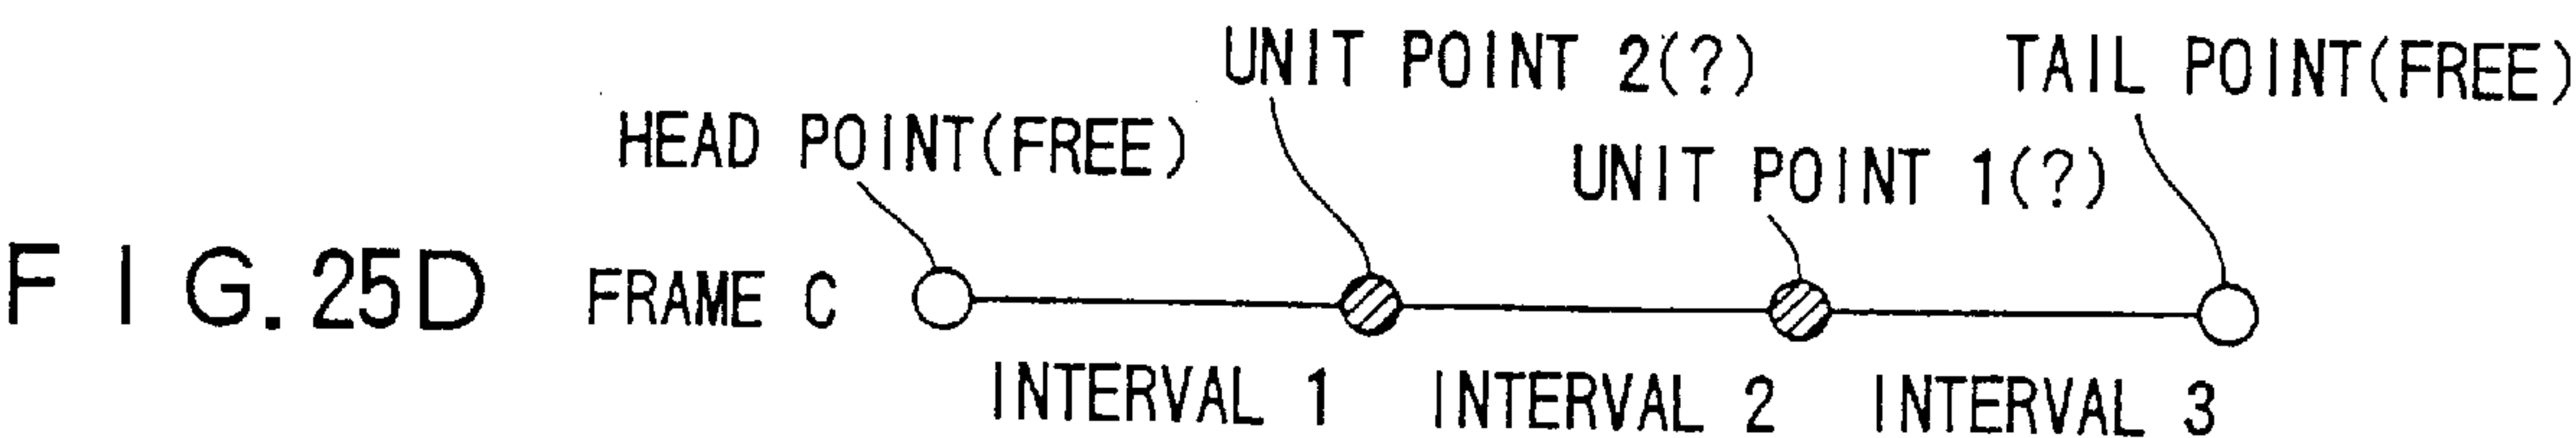 UNIT POINT 2(?)
TAIL POINT(FREE)
HEAD POINT(FREE)
UNIT POINT 1(?)
FIG.25D
FRAME C
INTERVAL 1
INTERVAL 2
INTERVAL 3